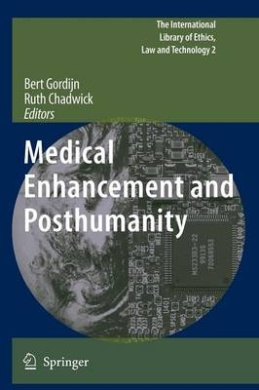 The International
Library of Ethics,
Law and Technology 2
Bert Gordijn
Ruth Chadwick
Editors
Medical
Enhancement and
Posthumanity
Springer